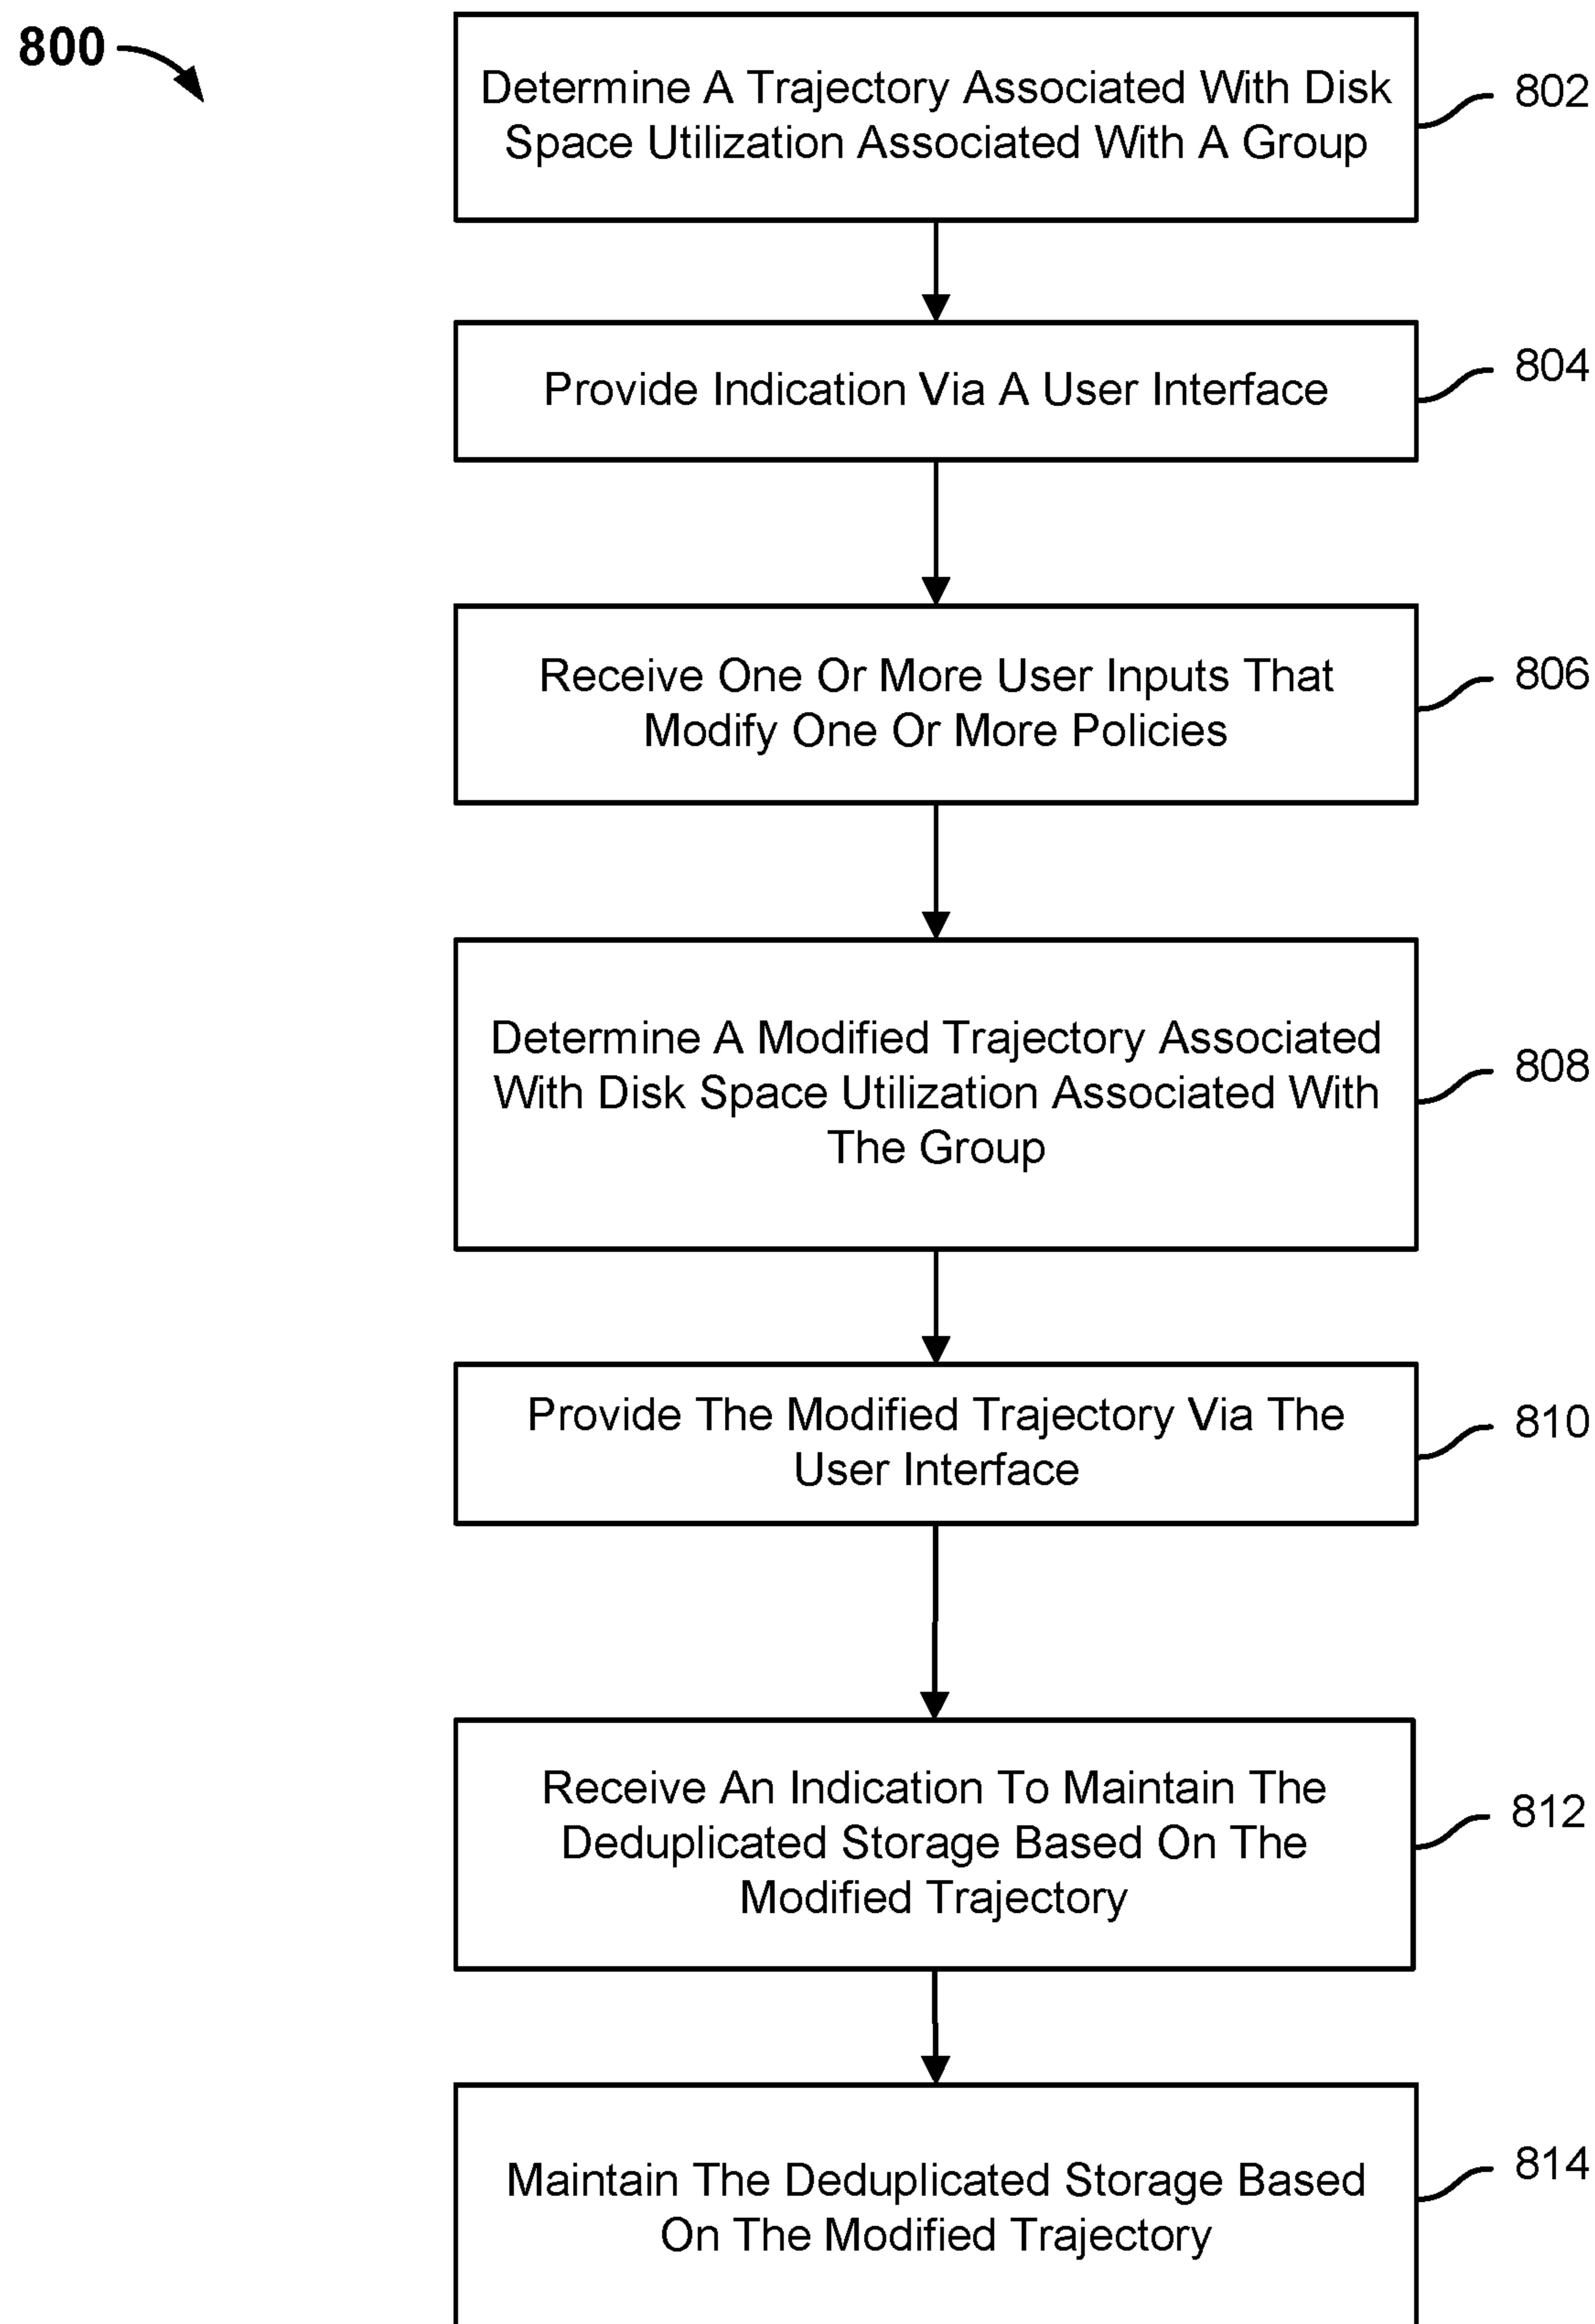 800
Determine A Trajectory Associated With Disk
Space Utilization Associated With A Group
802
Provide Indication Via A User Interface
804
Receive One Or More User Inputs That
Modify One Or More Policies
806
Determine A Modified Trajectory Associated
With Disk Space Utilization Associated With
The Group
808
Provide The Modified Trajectory Via The
User Interface
810
Receive An Indication To Maintain The
Deduplicated Storage Based On The
Modified Trajectory
812
Maintain The Deduplicated Storage Based
On The Modified Trajectory
814